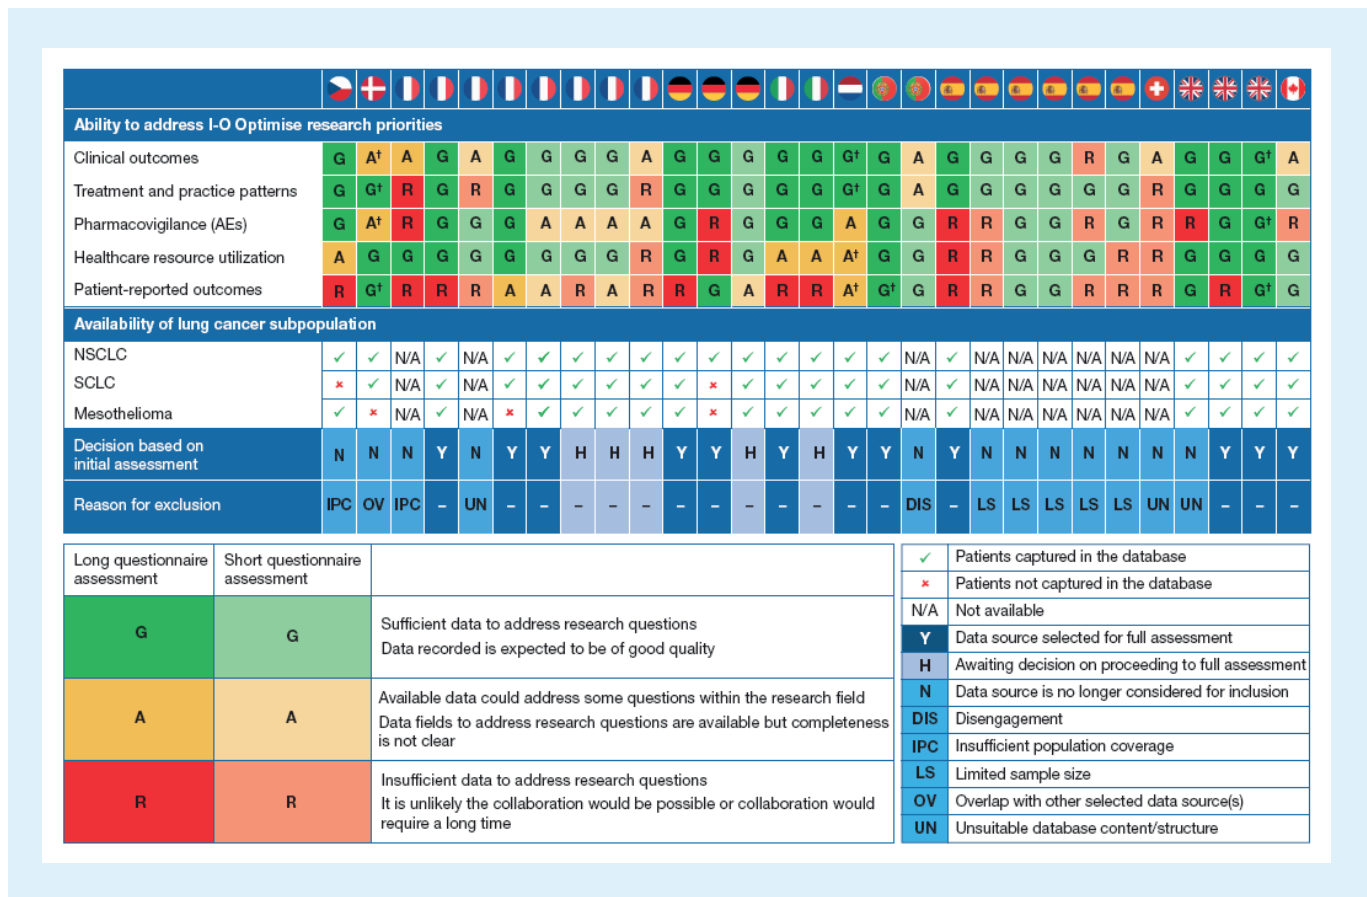 Ability to address I-O Optimise research priorities
Clinical outcomes G A† A G A G G G G A G G G G G G† G A G G G G R G A G G G† A
Treatment and practice patterns G G† R G R G G G G R G G G G G G† G A G G G G G G R G G G G
Pharmacovigilance (AEs) G A† R G G G A A A A G R G G G A G G R R G G R G R R G G† R
Healthcare resource utilization A G G G G G G G G R G R G A A A† G G R R G G G R R G G G G
Patient-reported outcomes R G† R R R A A R A R R G A R R A† G† G R R G G R R R G R G† G
Availability of lung cancer subpopulation
NSCLC ✓ ✓ N/A ✓ N/A ✓ ✓ ✓ ✓ ✓ ✓ ✓ ✓ ✓ ✓ ✓ ✓ N/A ✓ N/A N/A N/A N/A N/A N/A ✓ ✓ ✓ ✓
SCLC × ✓ N/A ✓ N/A ✓ ✓ ✓ ✓ ✓ ✓ × ✓ ✓ ✓ ✓ ✓ N/A ✓ N/A N/A N/A N/A N/A N/A ✓ ✓ ✓ ✓
Mesothelioma ✓ × N/A ✓ N/A × ✓ ✓ ✓ ✓ ✓ × ✓ ✓ ✓ ✓ ✓ N/A ✓ N/A N/A N/A N/A N/A N/A ✓ ✓ ✓ ✓
Decision based on
initial assessment N N N Y N Y Y H H H Y Y H Y H Y Y N Y N N N N N N N Y Y Y
Reason for exclusion IPC OV IPC – UN – – – – – – – – – – – – DIS – LS LS LS LS LS UN UN – – –
Long questionnaire
assessment
Short questionnaire
assessment
G G
Sufficient data to address research questions
Data recorded is expected to be of good quality
A A
Available data could address some questions within the research field
Data fields to address research questions are available but completeness
is not clear
R R
Insufficient data to address research questions
It is unlikely the collaboration would be possible or collaboration would
require a long time
✓ Patients captured in the database
× Patients not captured in the database
N/A Not available
Y Data source selected for full assessment
H Awaiting decision on proceeding to full assessment
N Data source is no longer considered for inclusion
DIS Disengagement
IPC Insufficient population coverage
LS Limited sample size
OV Overlap with other selected data source(s)
UN Unsuitable database content/structure